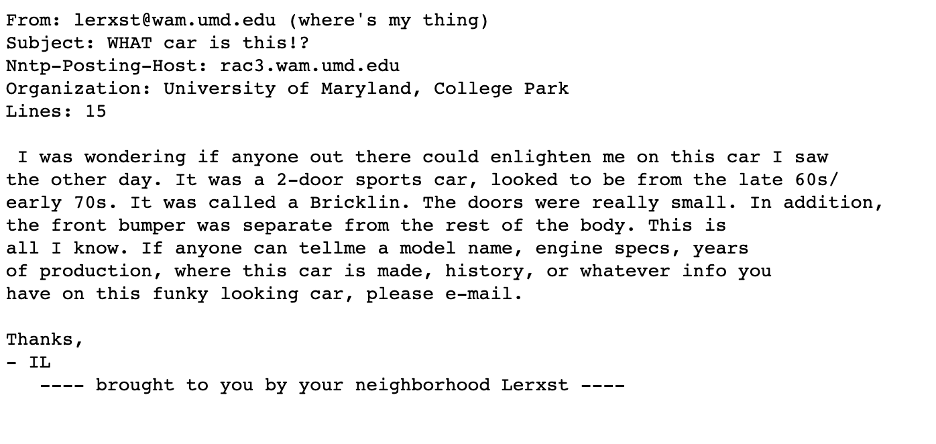 From: lerxst@wam.umd.edu (where's my thing)
Subject: WHAT car is this!?
Nntp-Posting-Host: rac3.wam.umd.edu
Organization: University of Maryland, College Park
Lines: 15

 I was wondering if anyone out there could enlighten me on this car I saw
the other day. It was a 2-door sports car, looked to be from the late 60s/
early 70s. It was called a Bricklin. The doors were really small. In addition,
the front bumper was separate from the rest of the body. This is
all I know. If anyone can tellme a model name, engine specs, years
of production, where this car is made, history, or whatever info you
have on this funky looking car, please e-mail.

Thanks,
- IL
   ---- brought to you by your neighborhood Lerxst ----